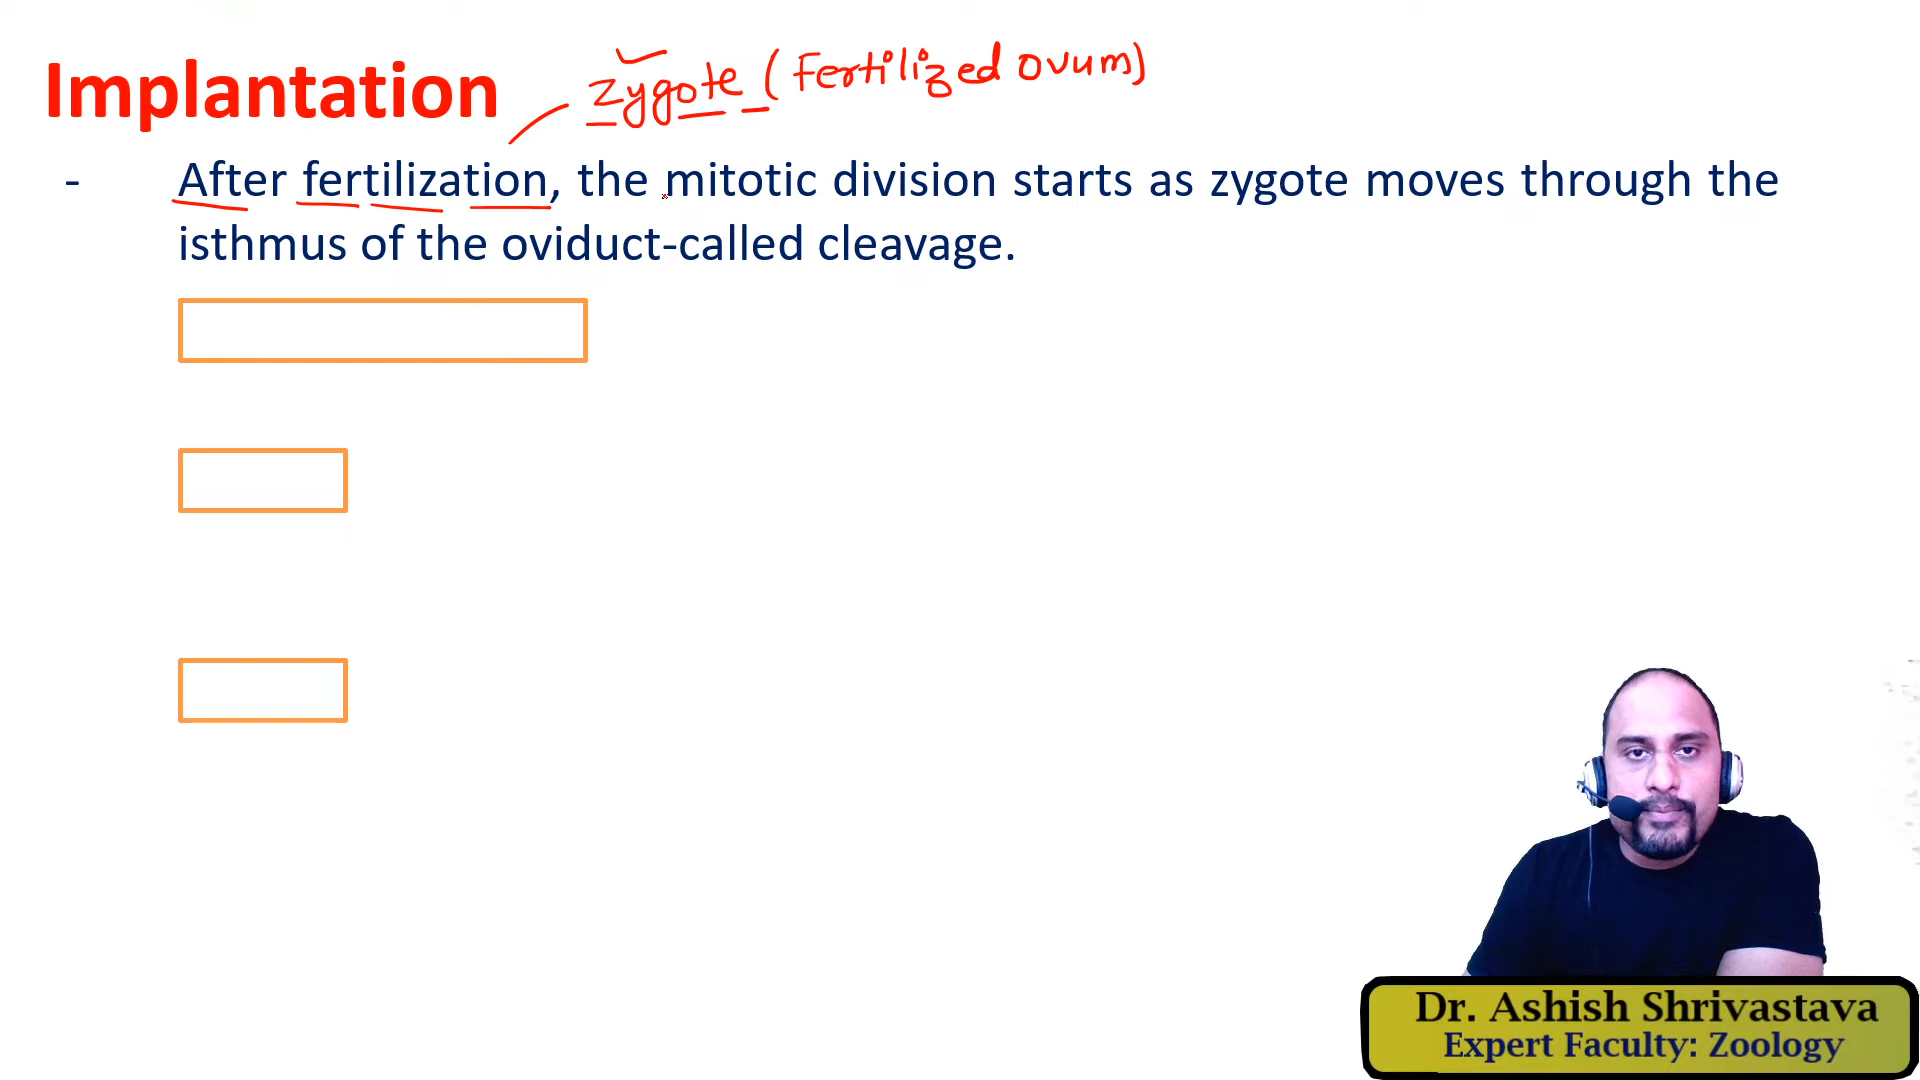 Implantation
zygote (Fertilized ovum)
- After fertilization, the mitotic division starts as zygote moves through the
isthmus of the oviduct-called cleavage.
Dr. Ashish Shrivastava
Expert Faculty: Zoology